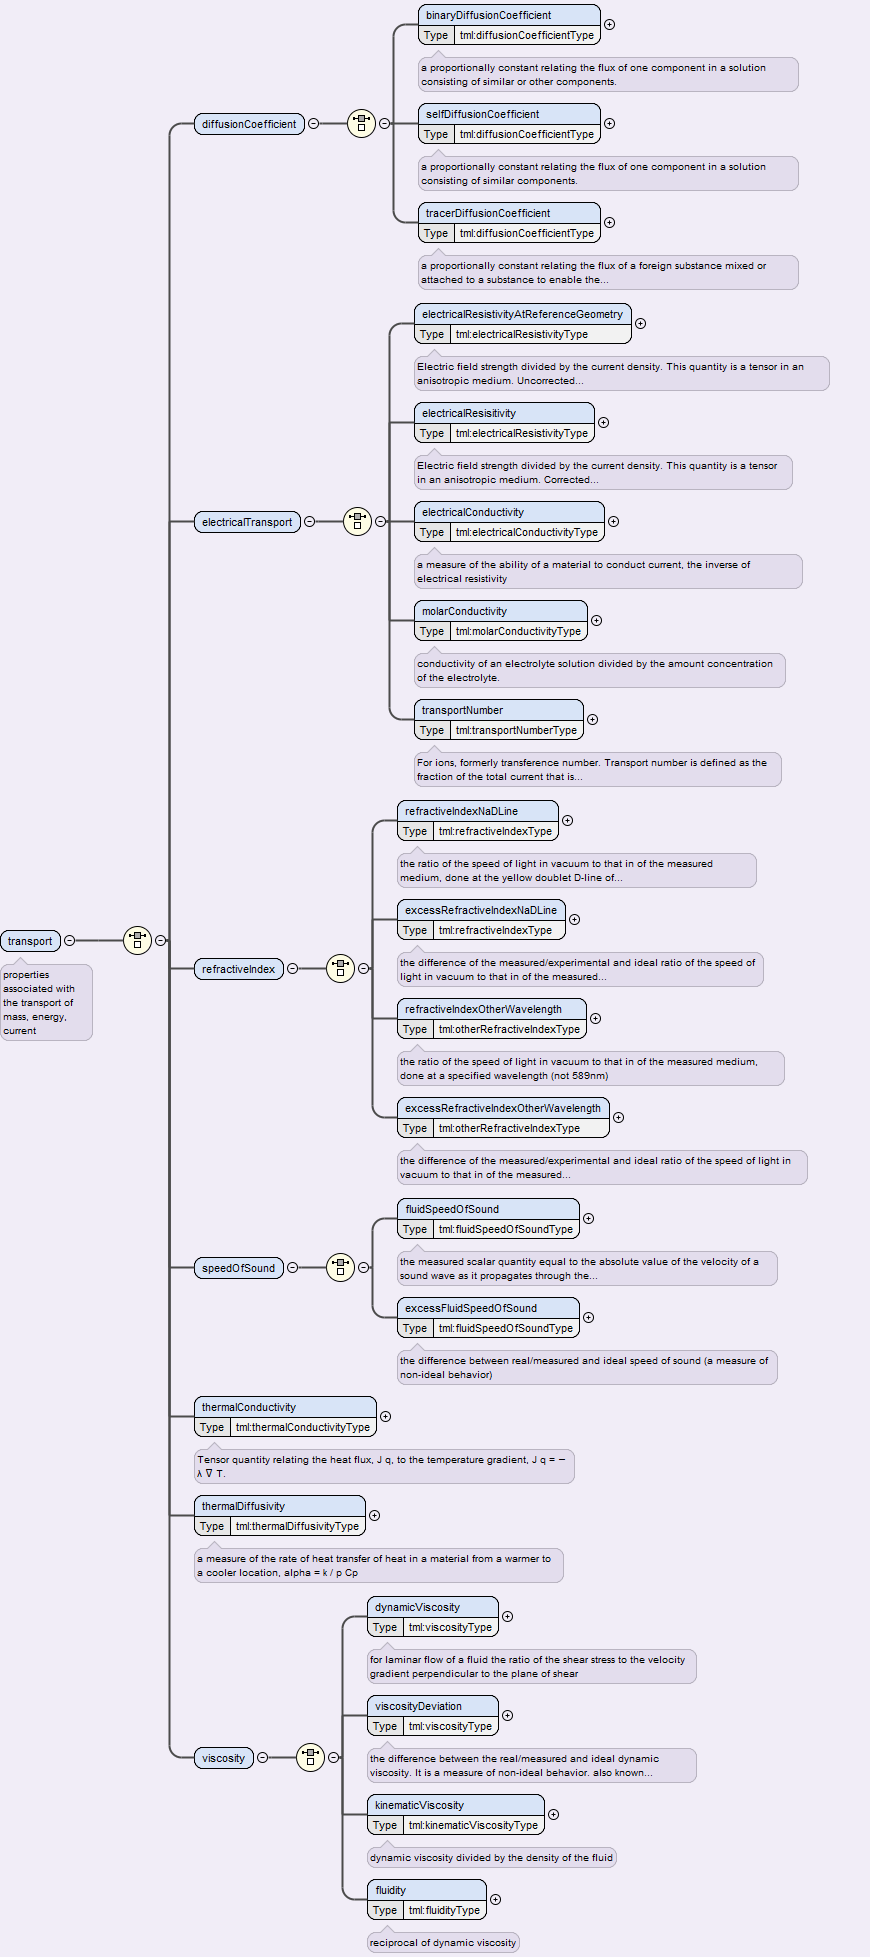 binaryDiffusionCoefficient
Type tml:diffusionCoefficientType
a proportionally constant relating the flux of one component in a solution
consisting of similar or other components.
diffusionCoefficient
selfDiffusionCoefficient
Type tml:diffusionCoefficientType
a proportionally constant relating the flux of one component in a solution
consisting of similar components.
tracerDiffusionCoefficient
Type tml:diffusionCoefficientType
a proportionally constant relating the flux of a foreign substance mixed or
attached to a substance to enable the...
electricalResistivityAtReferenceGeometry
Type tml:electricalResistivityType
Electric field strength divided by the current density. This quantity is a tensor in an
anisotropic medium. Uncorrected...
electricalResisitivity
Type tml:electricalResistivityType
Electric field strength divided by the current density. This quantity is a tensor
in an anisotropic medium. Corrected...
electricalTransport
electricalConductivity
Type tml:electricalConductivityType
a measure of the ability of a material to conduct current, the inverse of
electrical resistivity
molarConductivity
Type tml:molarConductivityType
conductivity of an electrolyte solution divided by the amount concentration
of the electrolyte.
transportNumber
Type tml:transportNumberType
For ions, formerly transference number. Transport number is defined as the
fraction of the total current that is...
refractiveIndexNaDLine
Type tml:refractiveIndexType
the ratio of the speed of light in vacuum to that in of the measured
medium, done at the yellow doublet D-line of...
excessRefractiveIndexNaDLine
Type tml:refractiveIndexType
the difference of the measured/experimental and ideal ratio of the speed of
light in vacuum to that in of the measured...
transport
properties
associated with
the transport of
mass, energy,
current
refractiveIndex
refractiveIndexOtherWavelength
Type tml:otherRefractiveIndexType
the ratio of the speed of light in vacuum to that in of the measured medium,
done at a specified wavelength (not 589nm)
excessRefractiveIndexOtherWavelength
Type tml:otherRefractiveIndexType
the difference of the measured/experimental and ideal ratio of the speed of light in
vacuum to that in of the measured...
fluidSpeedOfSound
Type tml:fluidSpeedOfSoundType
the measured scalar quantity equal to the absolute value of the velocity of a
sound wave as it propagates through the...
speedOfSound
excessFluidSpeedOfSound
Type tml:fluidSpeedOfSoundType
the difference between real/measured and ideal speed of sound (a measure of
non-ideal behavior)
thermalConductivity
Type tml:thermalConductivityType
Tensor quantity relating the heat flux, J q, to the temperature gradient, J q = −
λ ∇ T.
thermalDiffusivity
Type tml:thermalDiffusivityType
a measure of the rate of heat transfer of heat in a material from a warmer to
a cooler location, alpha = k / p Cp
dynamicViscosity
Type tml:viscosityType
for laminar flow of a fluid the ratio of the shear stress to the velocity
gradient perpendicular to the plane of shear
viscosityDeviation
Type tml:viscosityType
the difference between the real/measured and ideal dynamic
viscosity. It is a measure of non-ideal behavior. also known...
viscosity
kinematicViscosity
Type tml:kinematicViscosityType
dynamic viscosity divided by the density of the fluid
fluidity
Type tml:fluidityType
reciprocal of dynamic viscosity